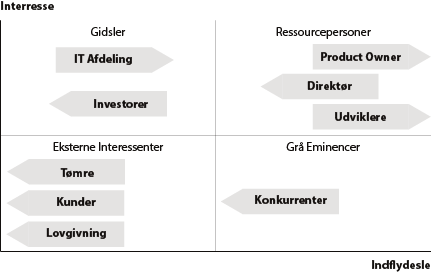 Interresse
Gidsler
Ressourcepersoner
IT Afdeling
Product Owner
Direktør
Investorer
Udviklere
Eksterne Interessenter
Grå Eminencer
Tømre
Kunder
Konkurrenter
Lovgivning
Indflydesle